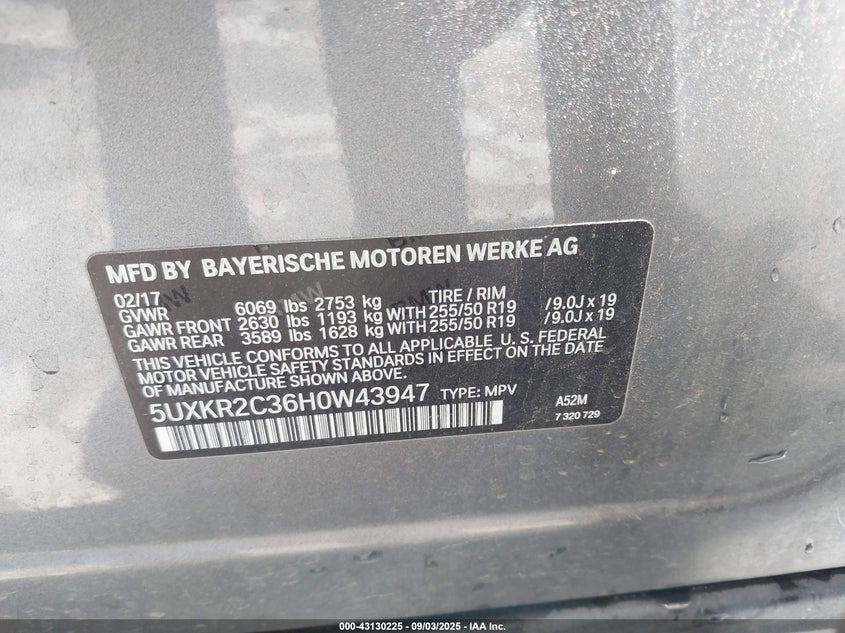 MFD BY BAYERISCHE MOTOREN WERKE AG
02/17 TIRE / RIM
GVWR 6069 lbs 2753 kg
GAWR FRONT 2630 lbs 1193 kg WITH 255/50 R19 /9.0J x 19
GAWR REAR 3589 lbs 1628 kg WITH 255/50 R19 /9.0J x 19
THIS VEHICLE CONFORMS TO ALL APPLICABLE U. S. FEDERAL
MOTOR VEHICLE SAFETY STANDARDS IN EFFECT ON THE DATE
OF MANUFACTURE SHOWN ABOVE.
5UXKR2C36H0W43947 TYPE: MPV A52M
7 320 729
000-43130225 - 09/03/2025 - IAA Inc.